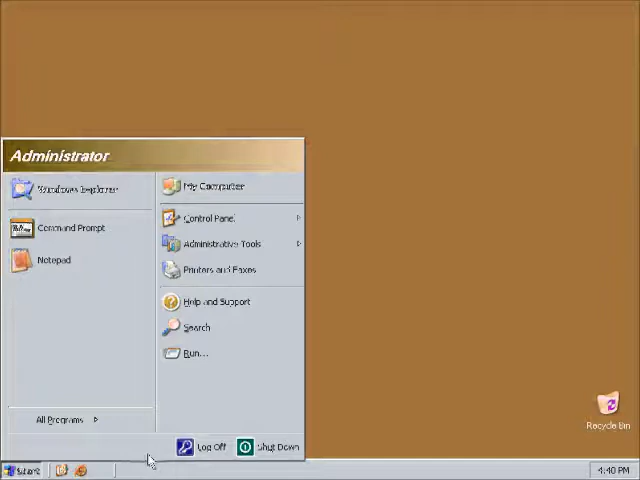 Administrator
Windows Explorer
My Computer
Command Prompt
Control Panel
Notepad
Administrative Tools
Printers and Faxes
Help and Support
Search
Run...
All Programs
Log Off
Shut Down
Recycle Bin
Start
4:40 PM